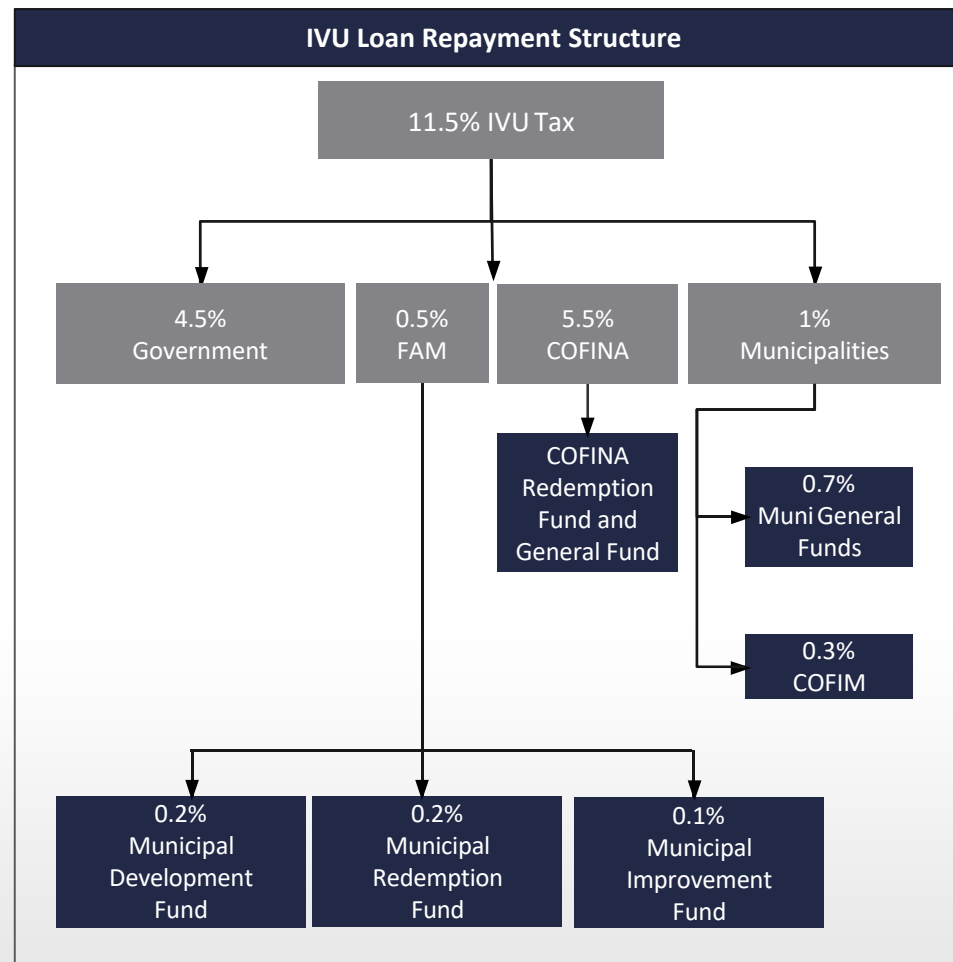 IVU Loan Repayment Structure
11.5% IVU Tax
4.5%
Government
0.5%
FAM
5.5%
COFINA
1%
Municipalities
COFINA
Redemption
Fund and
General Fund
0.7%
Muni General
Funds
0.3%
COFIM
0.2%
Municipal
Development
Fund
0.2%
Municipal
Redemption
Fund
0.1%
Municipal
Improvement
Fund